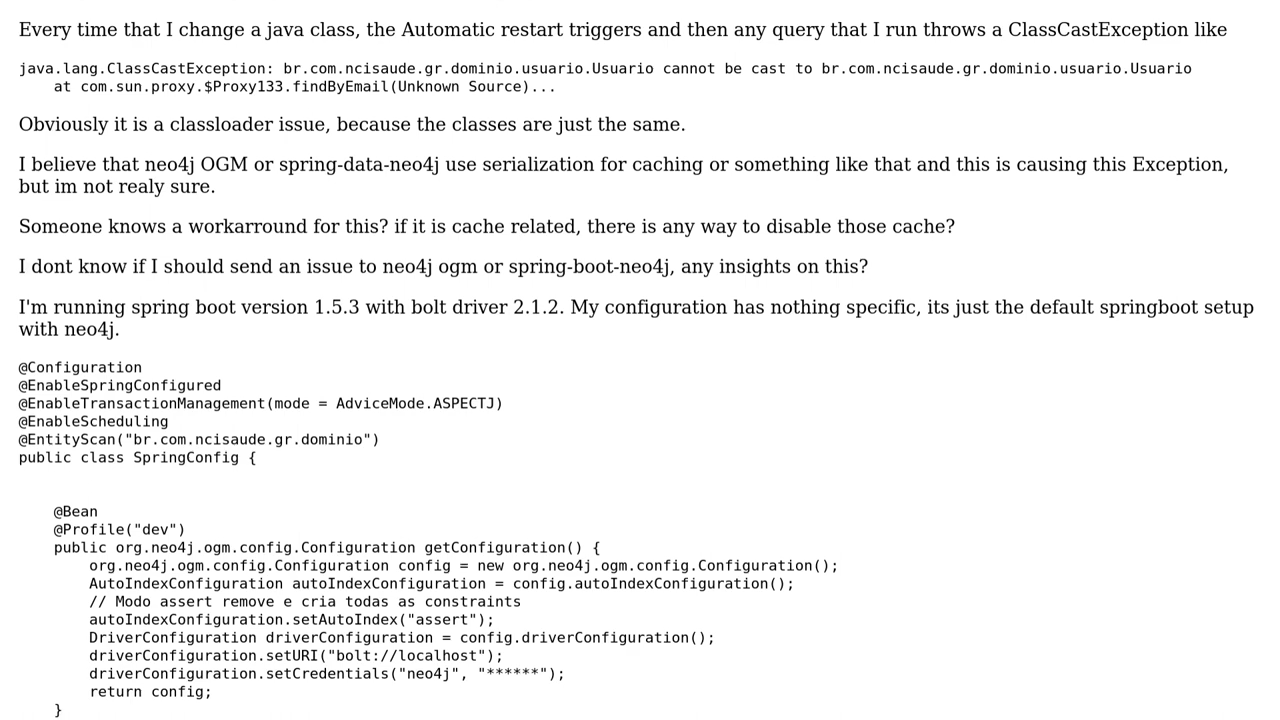 Every time that I change a java class, the Automatic restart triggers and then any query that I run throws a ClassCastException like
java.lang.ClassCastException: br.com.ncisaude.gr.dominio.usuario.Usuario cannot be cast to br.com.ncisaude.gr.dominio.usuario.Usuario
    at com.sun.proxy.$Proxy133.findByEmail(Unknown Source)...
Obviously it is a classloader issue, because the classes are just the same.
I believe that neo4j OGM or spring-data-neo4j use serialization for caching or something like that and this is causing this Exception,
but im not realy sure.
Someone knows a workarround for this? if it is cache related, there is any way to disable those cache?
I dont know if I should send an issue to neo4j ogm or spring-boot-neo4j, any insights on this?
I'm running spring boot version 1.5.3 with bolt driver 2.1.2. My configuration has nothing specific, its just the default springboot setup
with neo4j.
@Configuration
@EnableSpringConfigured
@EnableTransactionManagement(mode = AdviceMode.ASPECTJ)
@EnableScheduling
@EntityScan("br.com.ncisaude.gr.dominio")
public class SpringConfig {
    @Bean
    @Profile("dev")
    public org.neo4j.ogm.config.Configuration getConfiguration() {
        org.neo4j.ogm.config.Configuration config = new org.neo4j.ogm.config.Configuration();
        AutoIndexConfiguration autoIndexConfiguration = config.autoIndexConfiguration();
        // Modo assert remove e cria todas as constraints
        autoIndexConfiguration.setAutoIndex("assert");
        DriverConfiguration driverConfiguration = config.driverConfiguration();
        driverConfiguration.setURI("bolt://localhost");
        driverConfiguration.setCredentials("neo4j", "******");
        return config;
    }